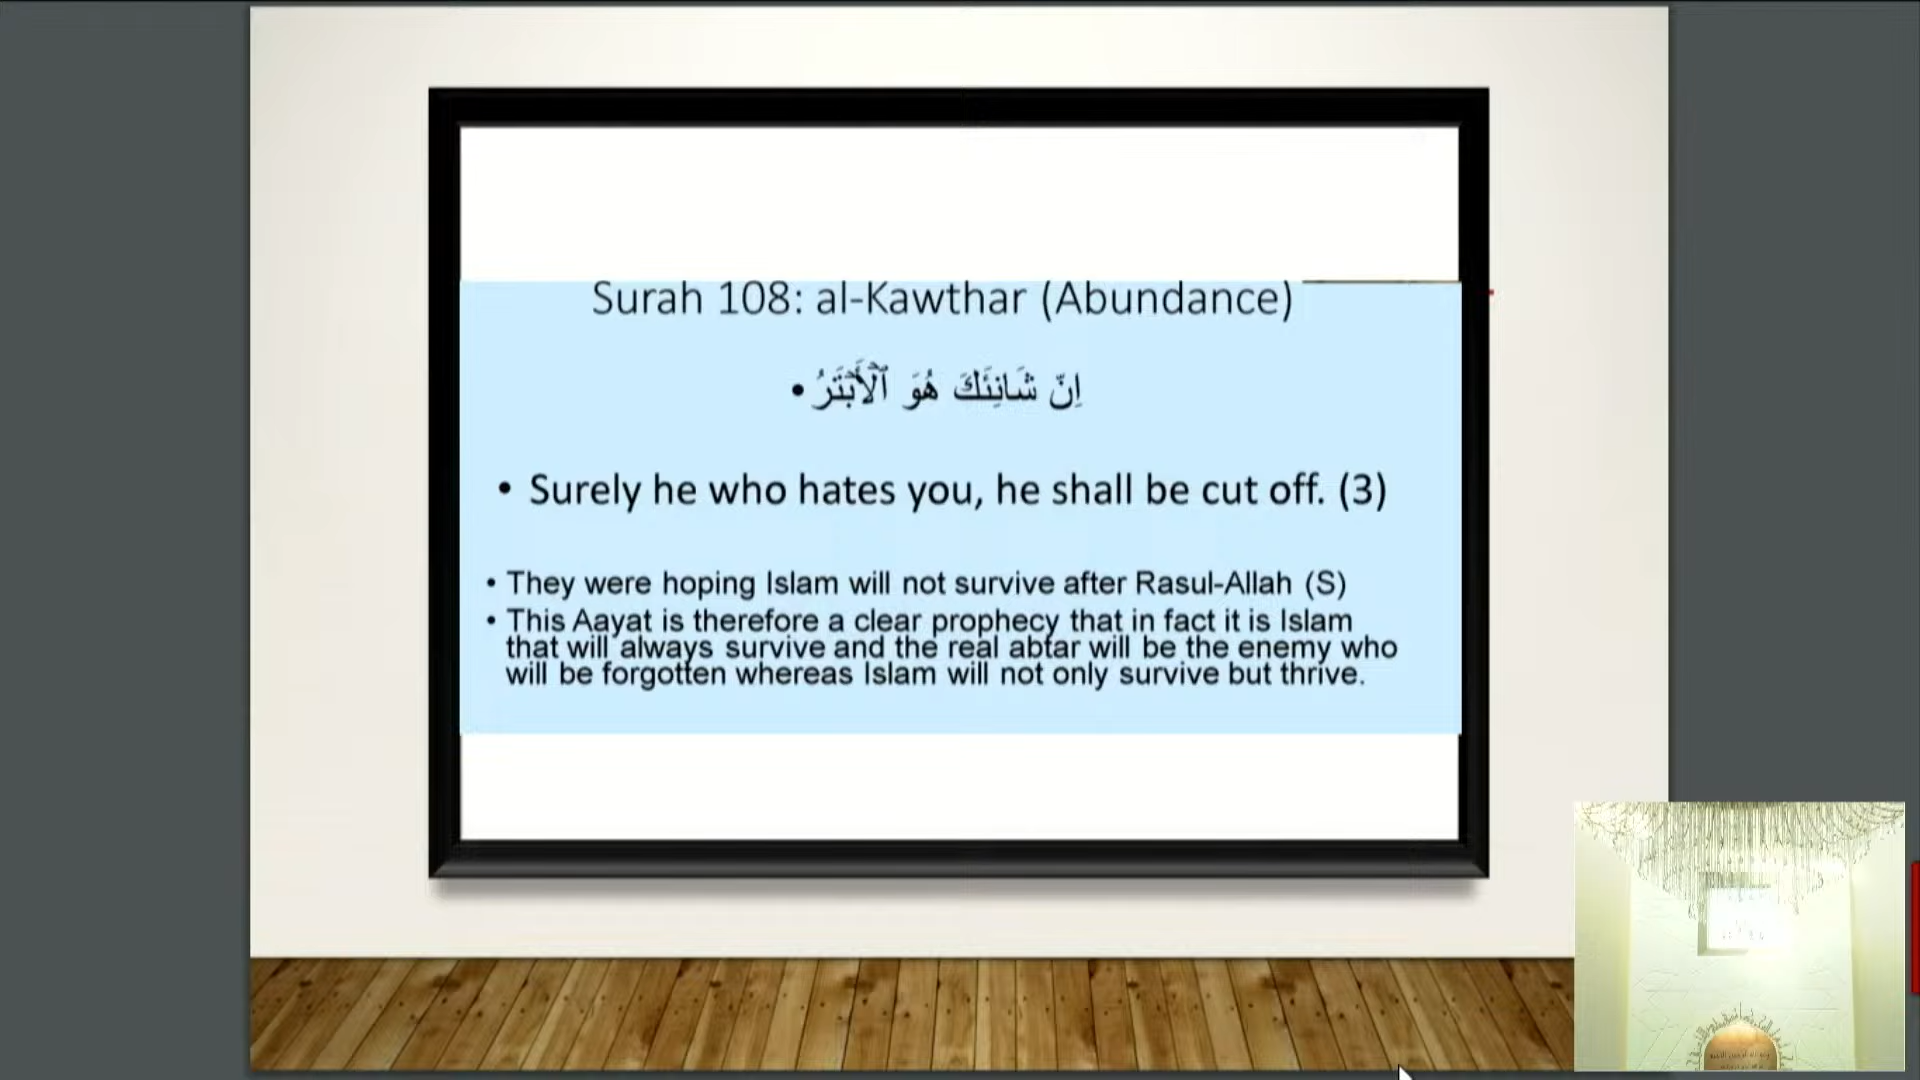 Surah 108: al-Kawthar (Abundance)
• اِنّ شَانِئَكَ هُوَ ٱلْأَبْتَرُ
• Surely he who hates you, he shall be cut off. (3)
• They were hoping Islam will not survive after Rasul-Allah (S)
• This Aayat is therefore a clear prophecy that in fact it is Islam
that will always survive and the real abtar will be the enemy who
will be forgotten whereas Islam will not only survive but thrive.